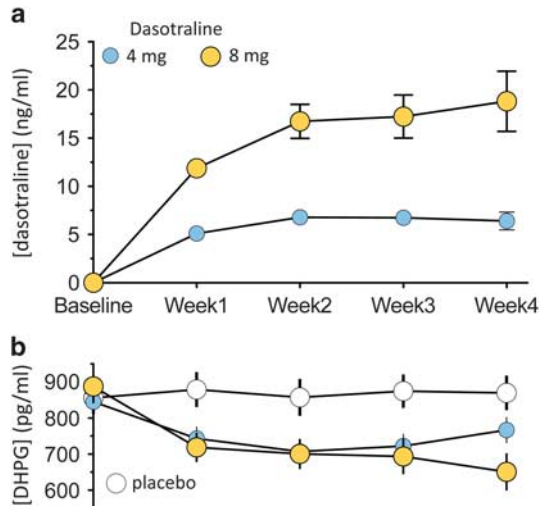 a
Dasotraline
4 mg 8 mg
[dasotraline] (ng/ml)
25
20
15
10
5
0
Baseline Week1 Week2 Week3 Week4
b
[DHPG] (pg/ml)
900
800
700
600
placebo